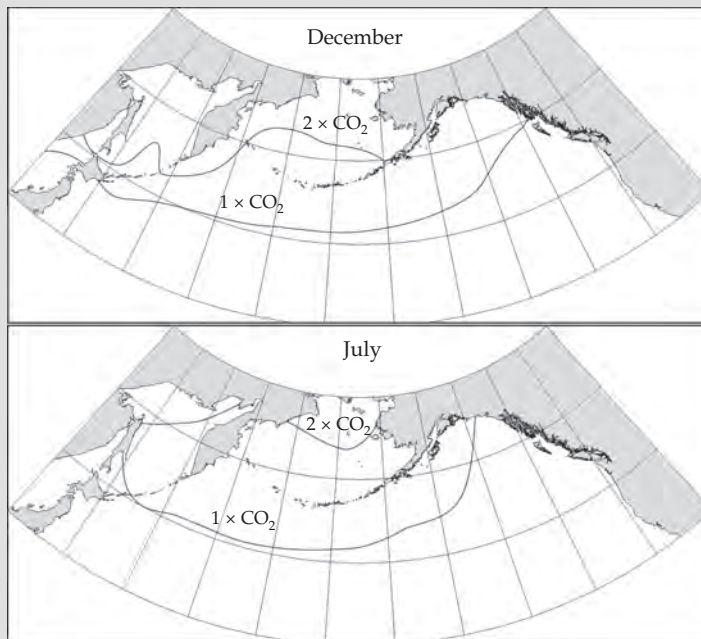 December
2 × CO₂
1 × CO₂
July
2 × CO₂
1 × CO₂